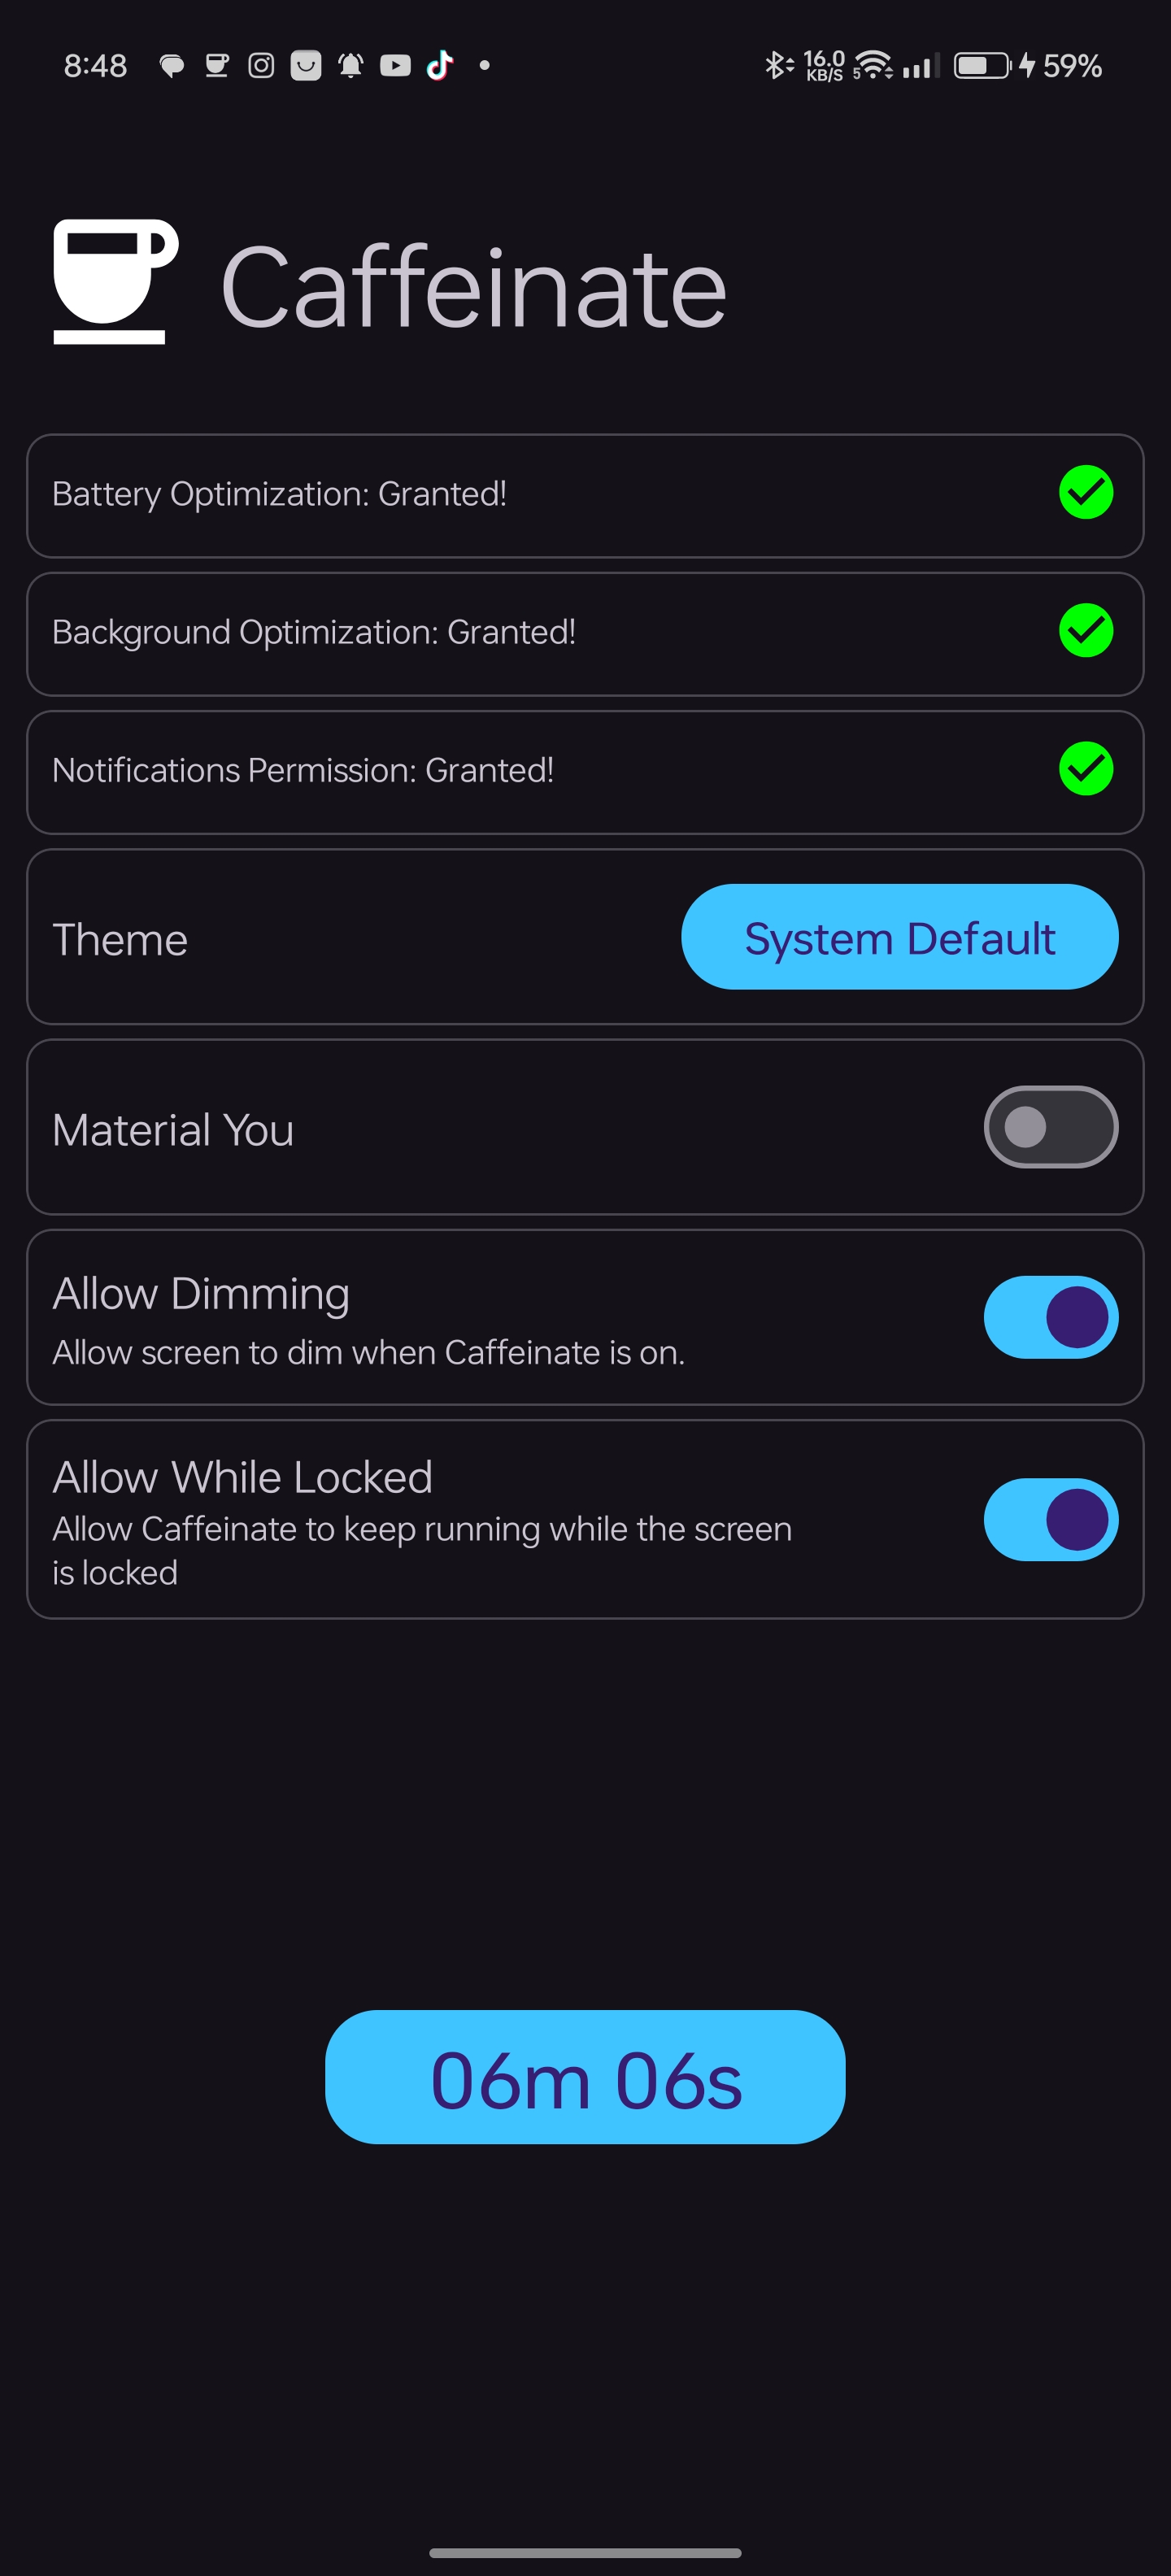 8:48
16.0
KB/S
5
59%
Caffeinate
Battery Optimization: Granted!
Background Optimization: Granted!
Notifications Permission: Granted!
Theme
System Default
Material You
Allow Dimming
Allow screen to dim when Caffeinate is on.
Allow While Locked
Allow Caffeinate to keep running while the screen
is locked
06m 06s